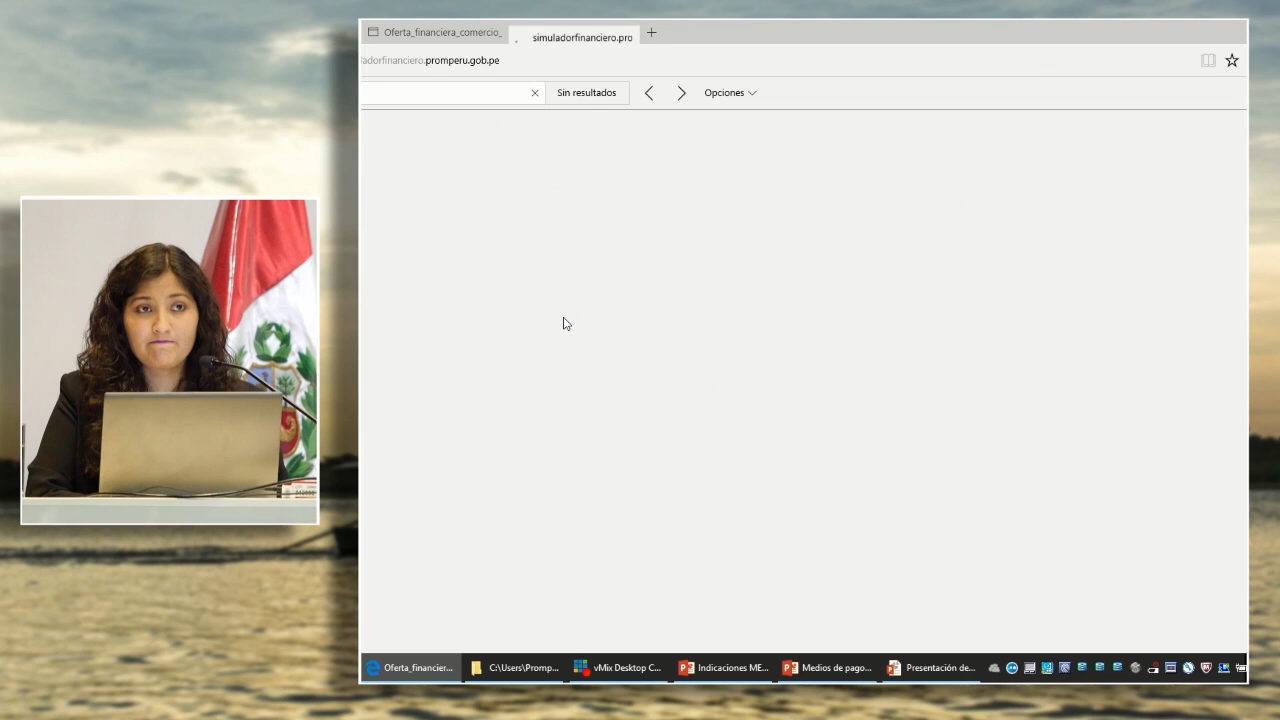 Oferta_financiera_comercio_
simuladorfinanciero.pro
adorfinanciero.promperu.gob.pe
Sin resultados
Opciones
Oferta_financier...
C:\Users\Promp...
vMix Desktop C...
Indicaciones ME...
Medios de pago...
Presentación de...